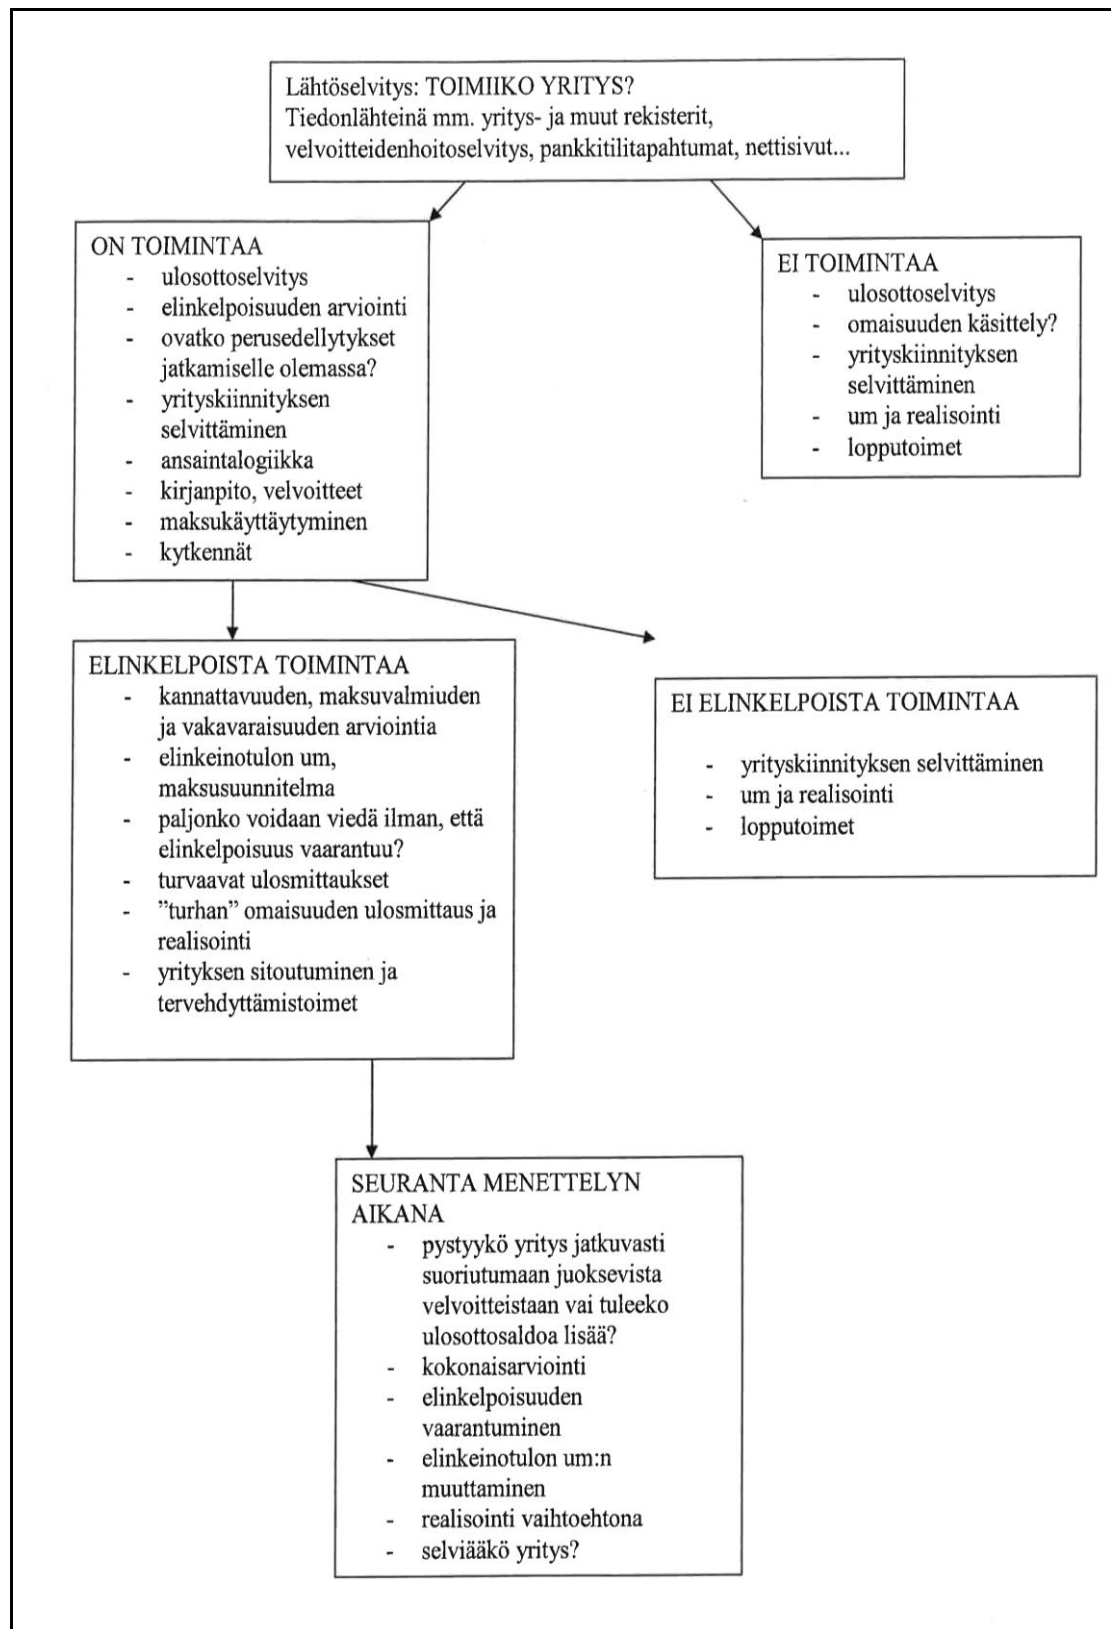 Lähtöselvitys: TOIMIIKO YRITYS?
Tiedonlähteinä mm. yritys- ja muut rekisterit,
velvoitteidenhoitoselvitys, pankkitilitapahtumat, nettisivut...
ON TOIMINTAA
- ulosottoselvitys
- elinkelpoisuuden arviointi
- ovatko perusedellytykset
jatkamiselle olemassa?
- yrityskiinnityksen
selvittäminen
- ansaintalogiikka
- kirjanpito, velvoitteet
- maksukäyttäytyminen
- kytkennät
EI TOIMINTAA
- ulosottoselvitys
- omaisuuden käsittely?
- yrityskiinnityksen
selvittäminen
- um ja realisointi
- lopputoimet
ELINKELPOISTA TOIMINTAA
- kannattavuuden, maksuvalmiuden
ja vakavaraisuuden arviointia
- elinkeinotulon um,
maksusuunnitelma
- paljonko voidaan viedä ilman, että
elinkelpoisuus vaarantuu?
- turvaavat ulosmittaukset
- ”turhan” omaisuuden ulosmittaus ja
realisointi
- yrityksen sitoutuminen ja
tervehdyttämistoimet
EI ELINKELPOISTA TOIMINTAA
- yrityskiinnityksen selvittäminen
- um ja realisointi
- lopputoimet
SEURANTA MENETTELYN
AIKANA
- pystyykö yritys jatkuvasti
suoriutumaan juoksevista
velvoitteistaan vai tuleeko
ulosottosaldoa lisää?
- kokonaisarviointi
- elinkelpoisuuden
vaarantuminen
- elinkeinotulon um:n
muuttaminen
- realisointi vaihtoehtona
- selviääkö yritys?